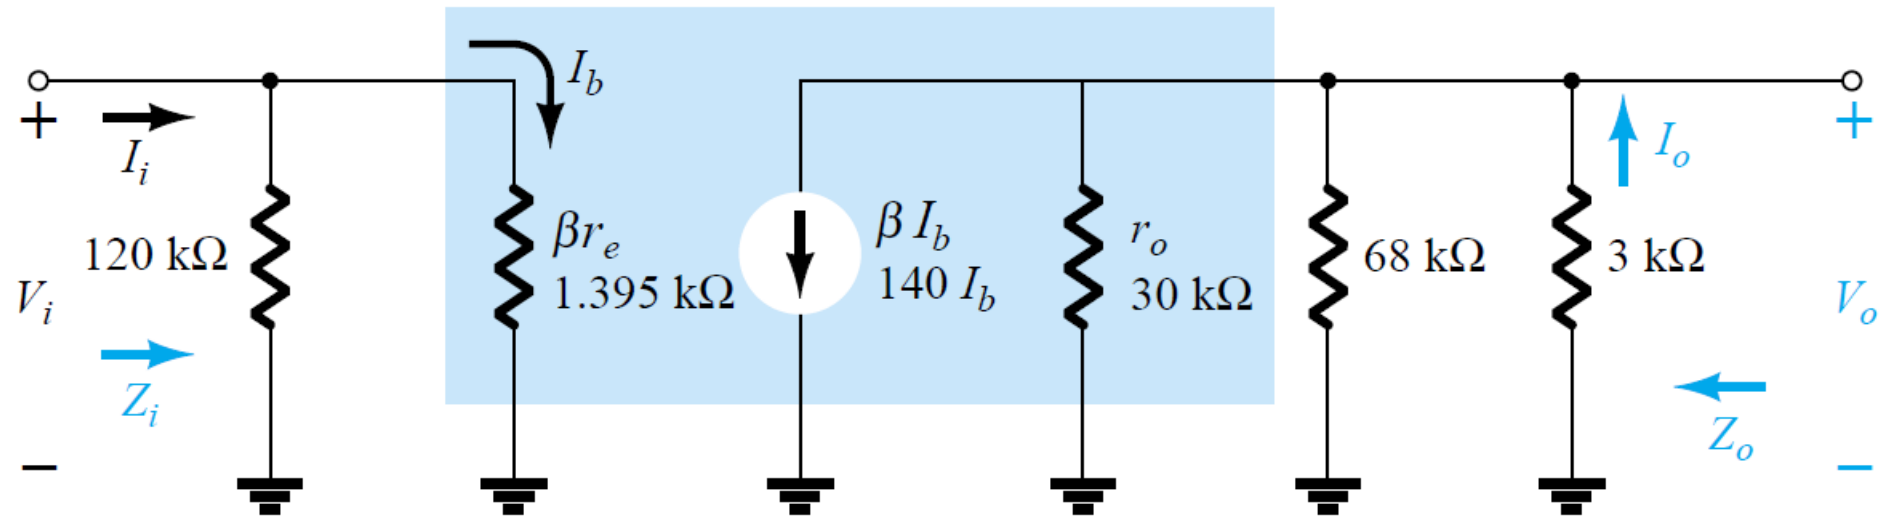 +
I_i
V_i
Z_i
−
120 kΩ
I_b
βr_e
1.395 kΩ
β I_b
140 I_b
r_o
30 kΩ
68 kΩ
3 kΩ
I_o
+
V_o
Z_o
−